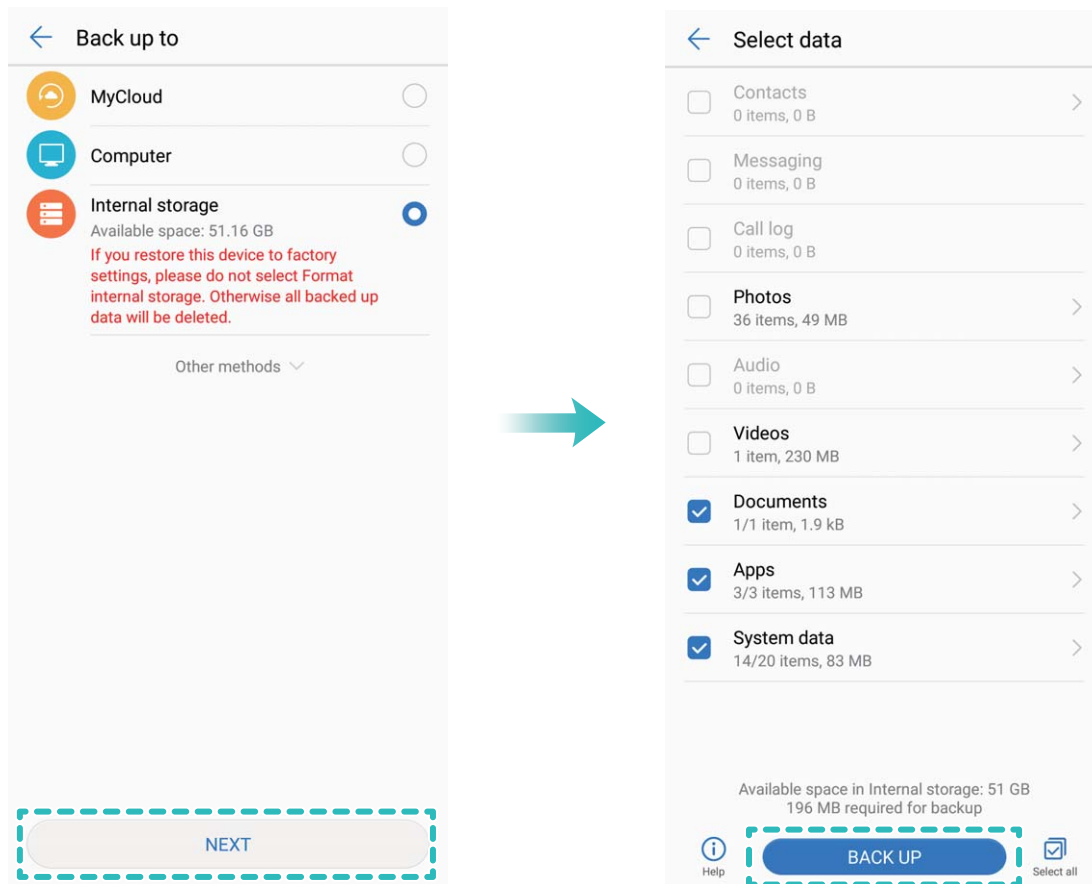 Back up to
MyCloud
Computer
Internal storage
Available space: 51.16 GB
If you restore this device to factory
settings, please do not select Format
internal storage. Otherwise all backed up
data will be deleted.
Other methods
NEXT
Select data
Contacts
0 items, 0 B
Messaging
0 items, 0 B
Call log
0 items, 0 B
Photos
36 items, 49 MB
Audio
0 items, 0 B
Videos
1 item, 230 MB
Documents
1/1 item, 1.9 kB
Apps
3/3 items, 113 MB
System data
14/20 items, 83 MB
Available space in Internal storage: 51 GB
196 MB required for backup
Help
BACK UP
Select all